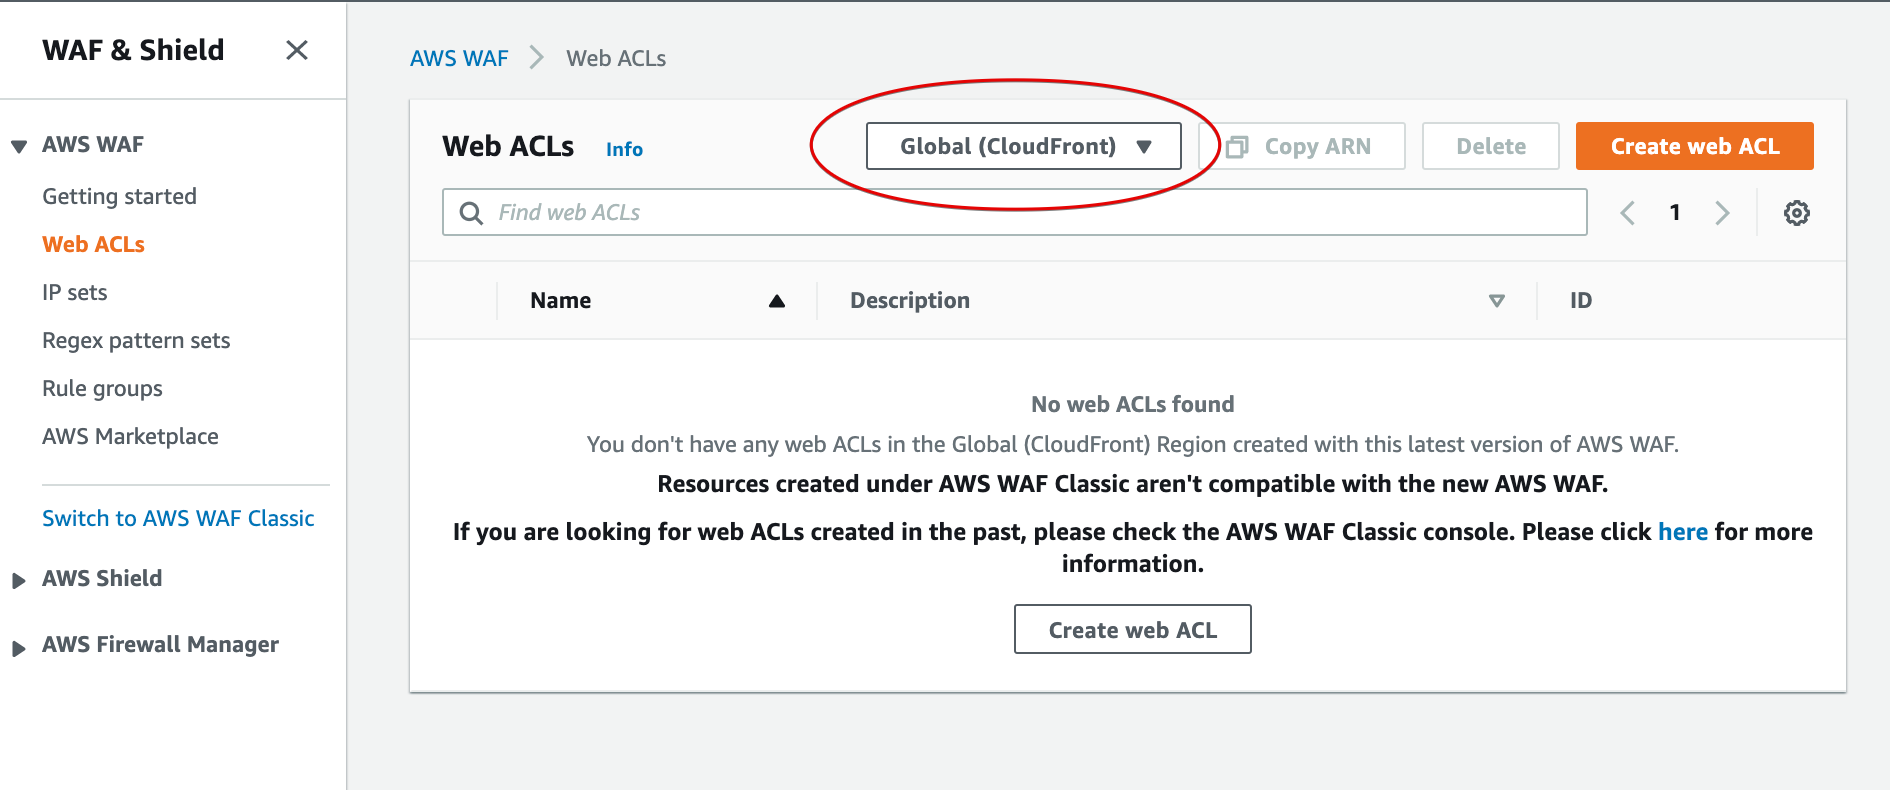 WAF & Shield
AWS WAF
Getting started
Web ACLs
IP sets
Regex pattern sets
Rule groups
AWS Marketplace
Switch to AWS WAF Classic
AWS Shield
AWS Firewall Manager
AWS WAF > Web ACLs
Web ACLs Info Global (CloudFront) Copy ARN Delete Create web ACL
Find web ACLs 1
Name Description ID
No web ACLs found
You don't have any web ACLs in the Global (CloudFront) Region created with this latest version of AWS WAF.
Resources created under AWS WAF Classic aren't compatible with the new AWS WAF.
If you are looking for web ACLs created in the past, please check the AWS WAF Classic console. Please click here for more
information.
Create web ACL